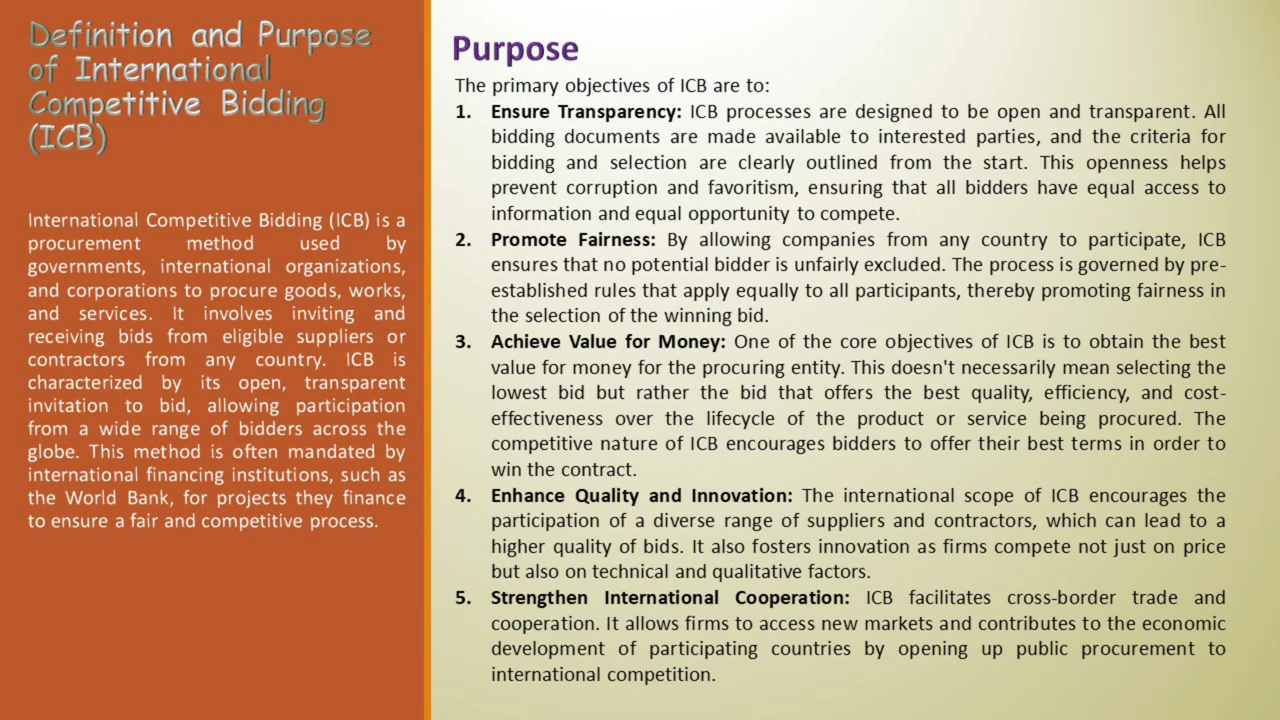 Definition and Purpose
of International
Competitive Bidding
(ICB)
International Competitive Bidding (ICB) is a
procurement method used by
governments, international organizations,
and corporations to procure goods, works,
and services. It involves inviting and
receiving bids from eligible suppliers or
contractors from any country. ICB is
characterized by its open, transparent
invitation to bid, allowing participation
from a wide range of bidders across the
globe. This method is often mandated by
international financing institutions, such as
the World Bank, for projects they finance
to ensure a fair and competitive process.
Purpose
The primary objectives of ICB are to:
1. Ensure Transparency: ICB processes are designed to be open and transparent. All
bidding documents are made available to interested parties, and the criteria for
bidding and selection are clearly outlined from the start. This openness helps
prevent corruption and favoritism, ensuring that all bidders have equal access to
information and equal opportunity to compete.
2. Promote Fairness: By allowing companies from any country to participate, ICB
ensures that no potential bidder is unfairly excluded. The process is governed by pre-
established rules that apply equally to all participants, thereby promoting fairness in
the selection of the winning bid.
3. Achieve Value for Money: One of the core objectives of ICB is to obtain the best
value for money for the procuring entity. This doesn't necessarily mean selecting the
lowest bid but rather the bid that offers the best quality, efficiency, and cost-
effectiveness over the lifecycle of the product or service being procured. The
competitive nature of ICB encourages bidders to offer their best terms in order to
win the contract.
4. Enhance Quality and Innovation: The international scope of ICB encourages the
participation of a diverse range of suppliers and contractors, which can lead to a
higher quality of bids. It also fosters innovation as firms compete not just on price
but also on technical and qualitative factors.
5. Strengthen International Cooperation: ICB facilitates cross-border trade and
cooperation. It allows firms to access new markets and contributes to the economic
development of participating countries by opening up public procurement to
international competition.